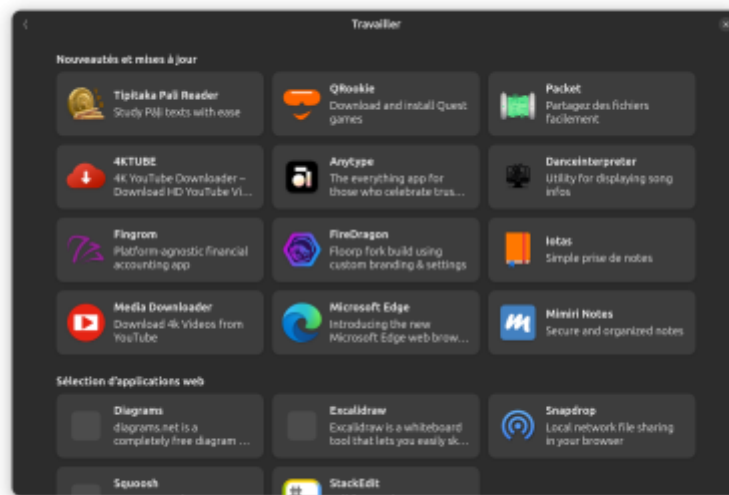 Travailler
Nouveautés et mises à jour
Tipitaka Pali Reader
Study Pāḷi texts with ease
QRookie
Download and install Quest
games
Packet
Partagez des fichiers
facilement
4KTUBE
4K YouTube Downloader –
Download HD YouTube Vi...
Anytype
The everything app for
those who celebrate trus...
Danceinterpreter
Utility for displaying song
infos
Fingrom
Platform-agnostic financial
accounting app
FireDragon
Floorp fork build using
custom branding & settings
Iotas
Simple prise de notes
Media Downloader
Download 4k Videos from
YouTube
Microsoft Edge
Introducing the new
Microsoft Edge web brow...
Mimiri Notes
Secure and organized notes
Sélection d'applications web
Diagrams
diagrams.net is a
completely free diagram ...
Excalidraw
Excalidraw is a whiteboard
tool that lets you easily sk...
Snapdrop
Local network file sharing
in your browser
Squoosh
StackEdit